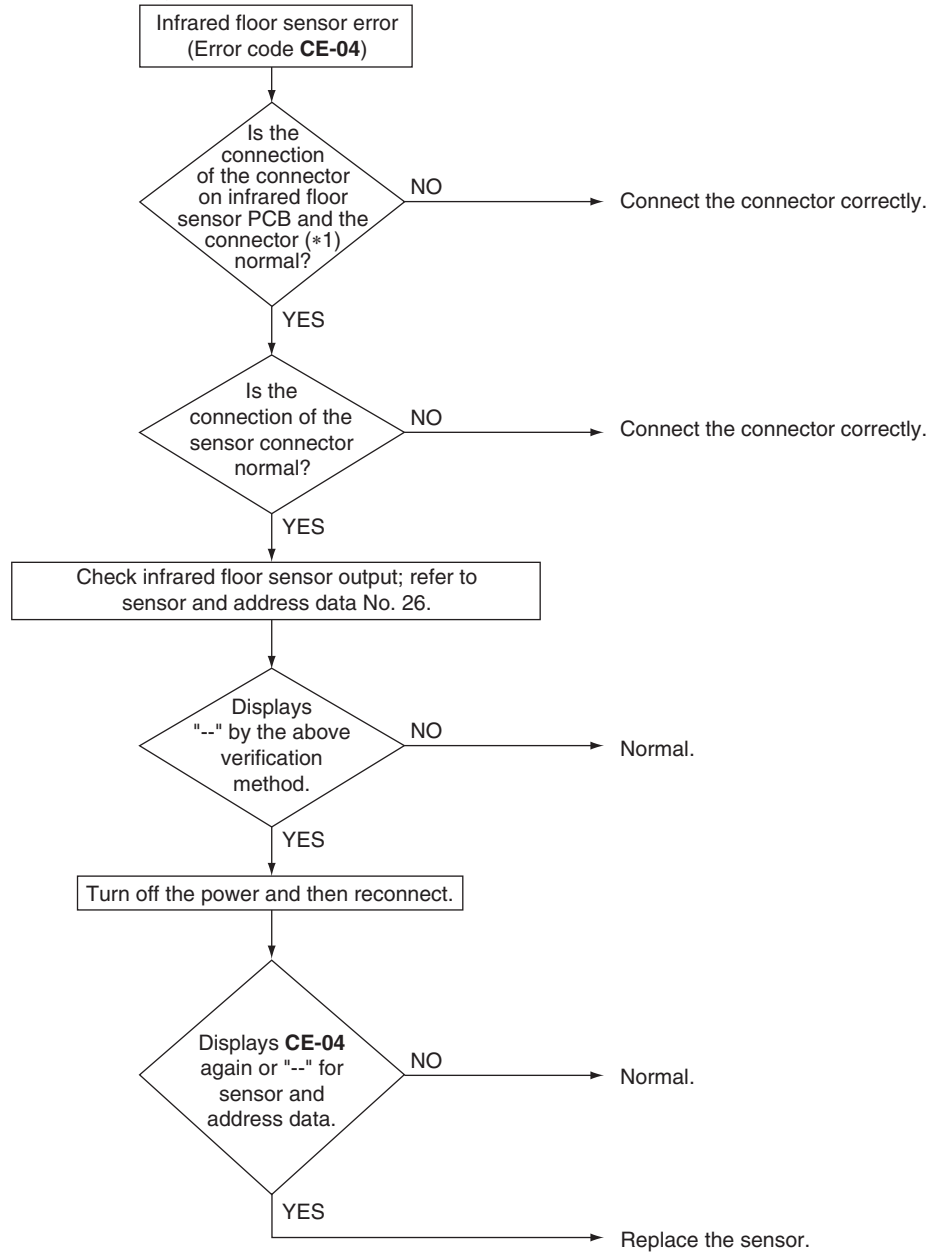 Infrared floor sensor error
(Error code CE-04)
Is the
connection
of the connector
on infrared floor
sensor PCB and the
connector (*1)
normal?
NO
Connect the connector correctly.
YES
Is the
connection of the
sensor connector
normal?
NO
Connect the connector correctly.
YES
Check infrared floor sensor output; refer to
sensor and address data No. 26.
Displays
"--" by the above
verification
method.
NO
Normal.
YES
Turn off the power and then reconnect.
Displays CE-04
again or "--" for
sensor and
address data.
NO
Normal.
YES
Replace the sensor.